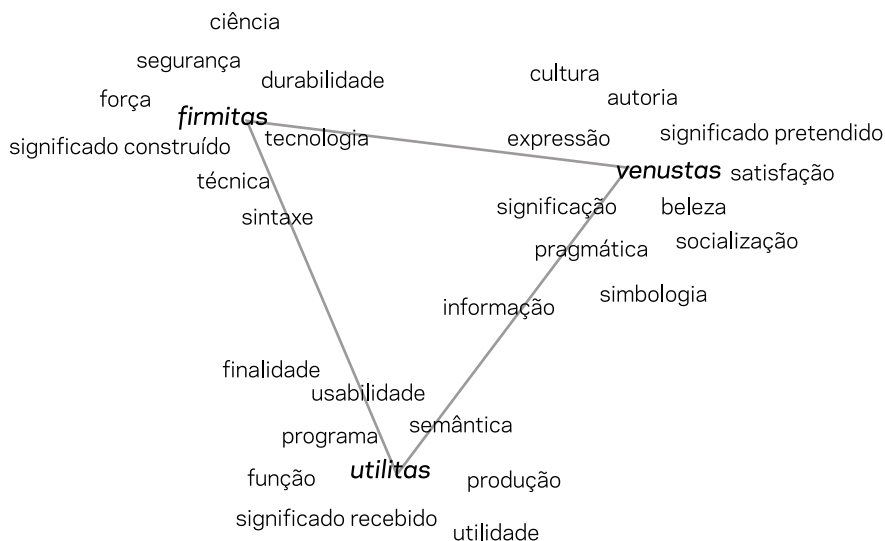 ciência
segurança
durabilidade
cultura
força
autoria
firmitas
tecnologia
expressão
significado pretendido
significado construído
venustas
satisfação
técnica
sintaxe
significação
beleza
pragmática
socialização
informação
simbologia
finalidade
usabilidade
semântica
programa
função
utilitas
produção
significado recebido
utilidade